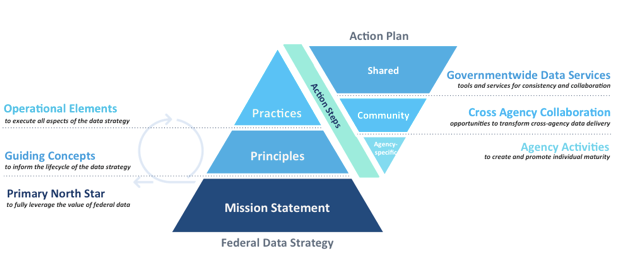 Action Plan
Shared
Governmentwide Data Services
tools and services for consistency and collaboration
Action Steps
Operational Elements
to execute all aspects of the data strategy
Practices
Community
Cross Agency Collaboration
opportunities to transform cross-agency data delivery
Guiding Concepts
to inform the lifecycle of the data strategy
Principles
Agency-
specific
Agency Activities
to create and promote individual maturity
Primary North Star
to fully leverage the value of federal data
Mission Statement
Federal Data Strategy